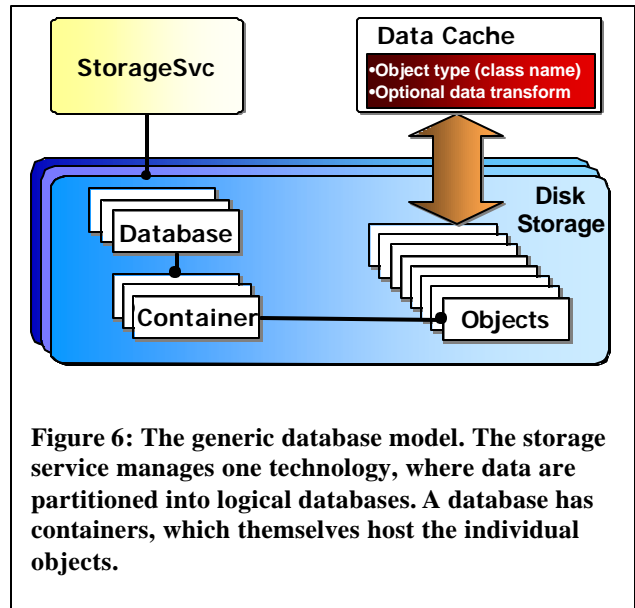 StorageSvc
Data Cache
•Object type (class name)
•Optional data transform
Disk
Storage
Database
Container
Objects
Figure 6: The generic database model. The storage
service manages one technology, where data are
partitioned into logical databases. A database has
containers, which themselves host the individual
objects.